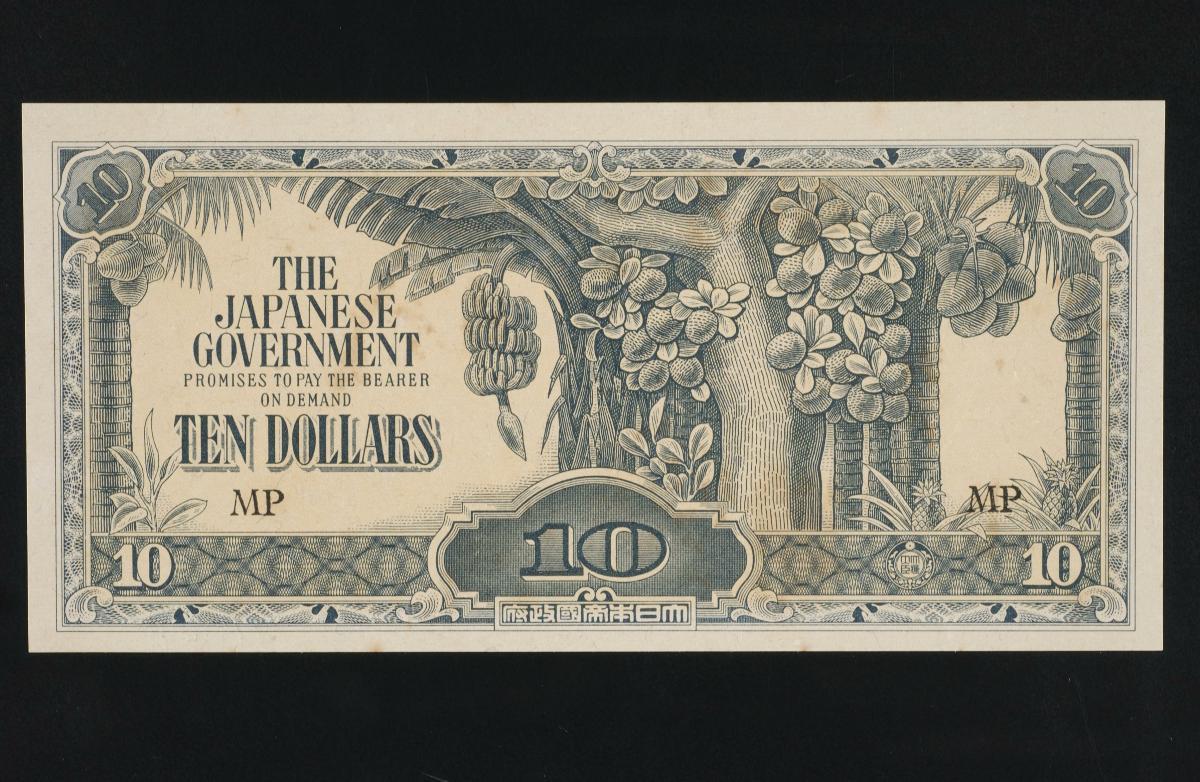 10
10
THE
JAPANESE
GOVERNMENT
PROMISES TO PAY THE BEARER
ON DEMAND
TEN DOLLARS
MP
MP
10
10
10
大日本帝國政府